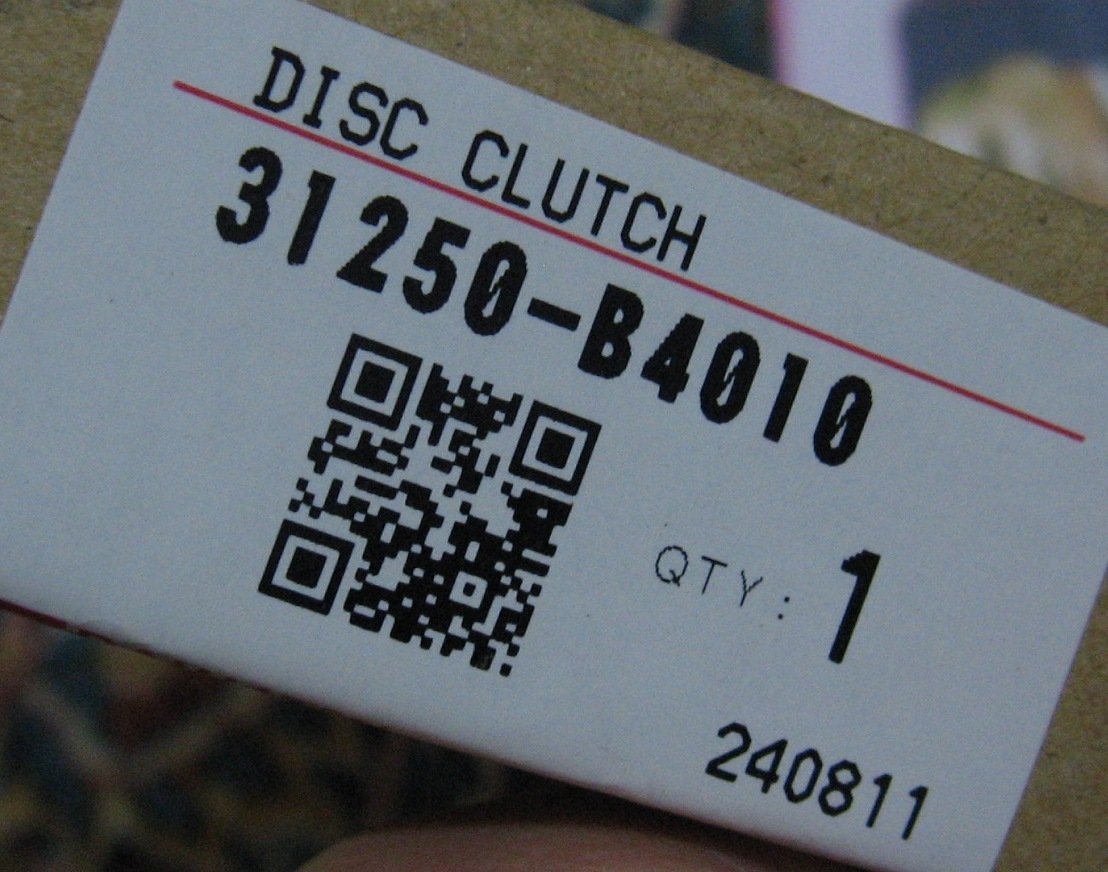 DISC CLUTCH
31250-B4010
QTY: 1
240811